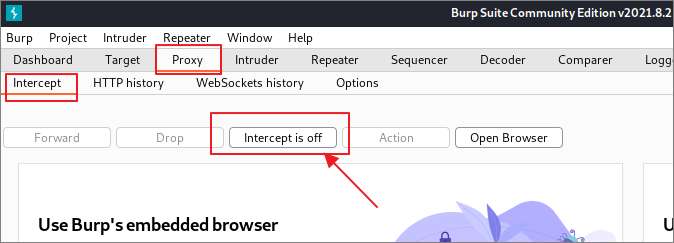 Burp Suite Community Edition v2021.8.2
Burp Project Intruder Repeater Window Help
Dashboard Target Proxy Intruder Repeater Sequencer Decoder Comparer Logge
Intercept HTTP history WebSockets history Options
Forward Drop Intercept is off Action Open Browser
Use Burp's embedded browser